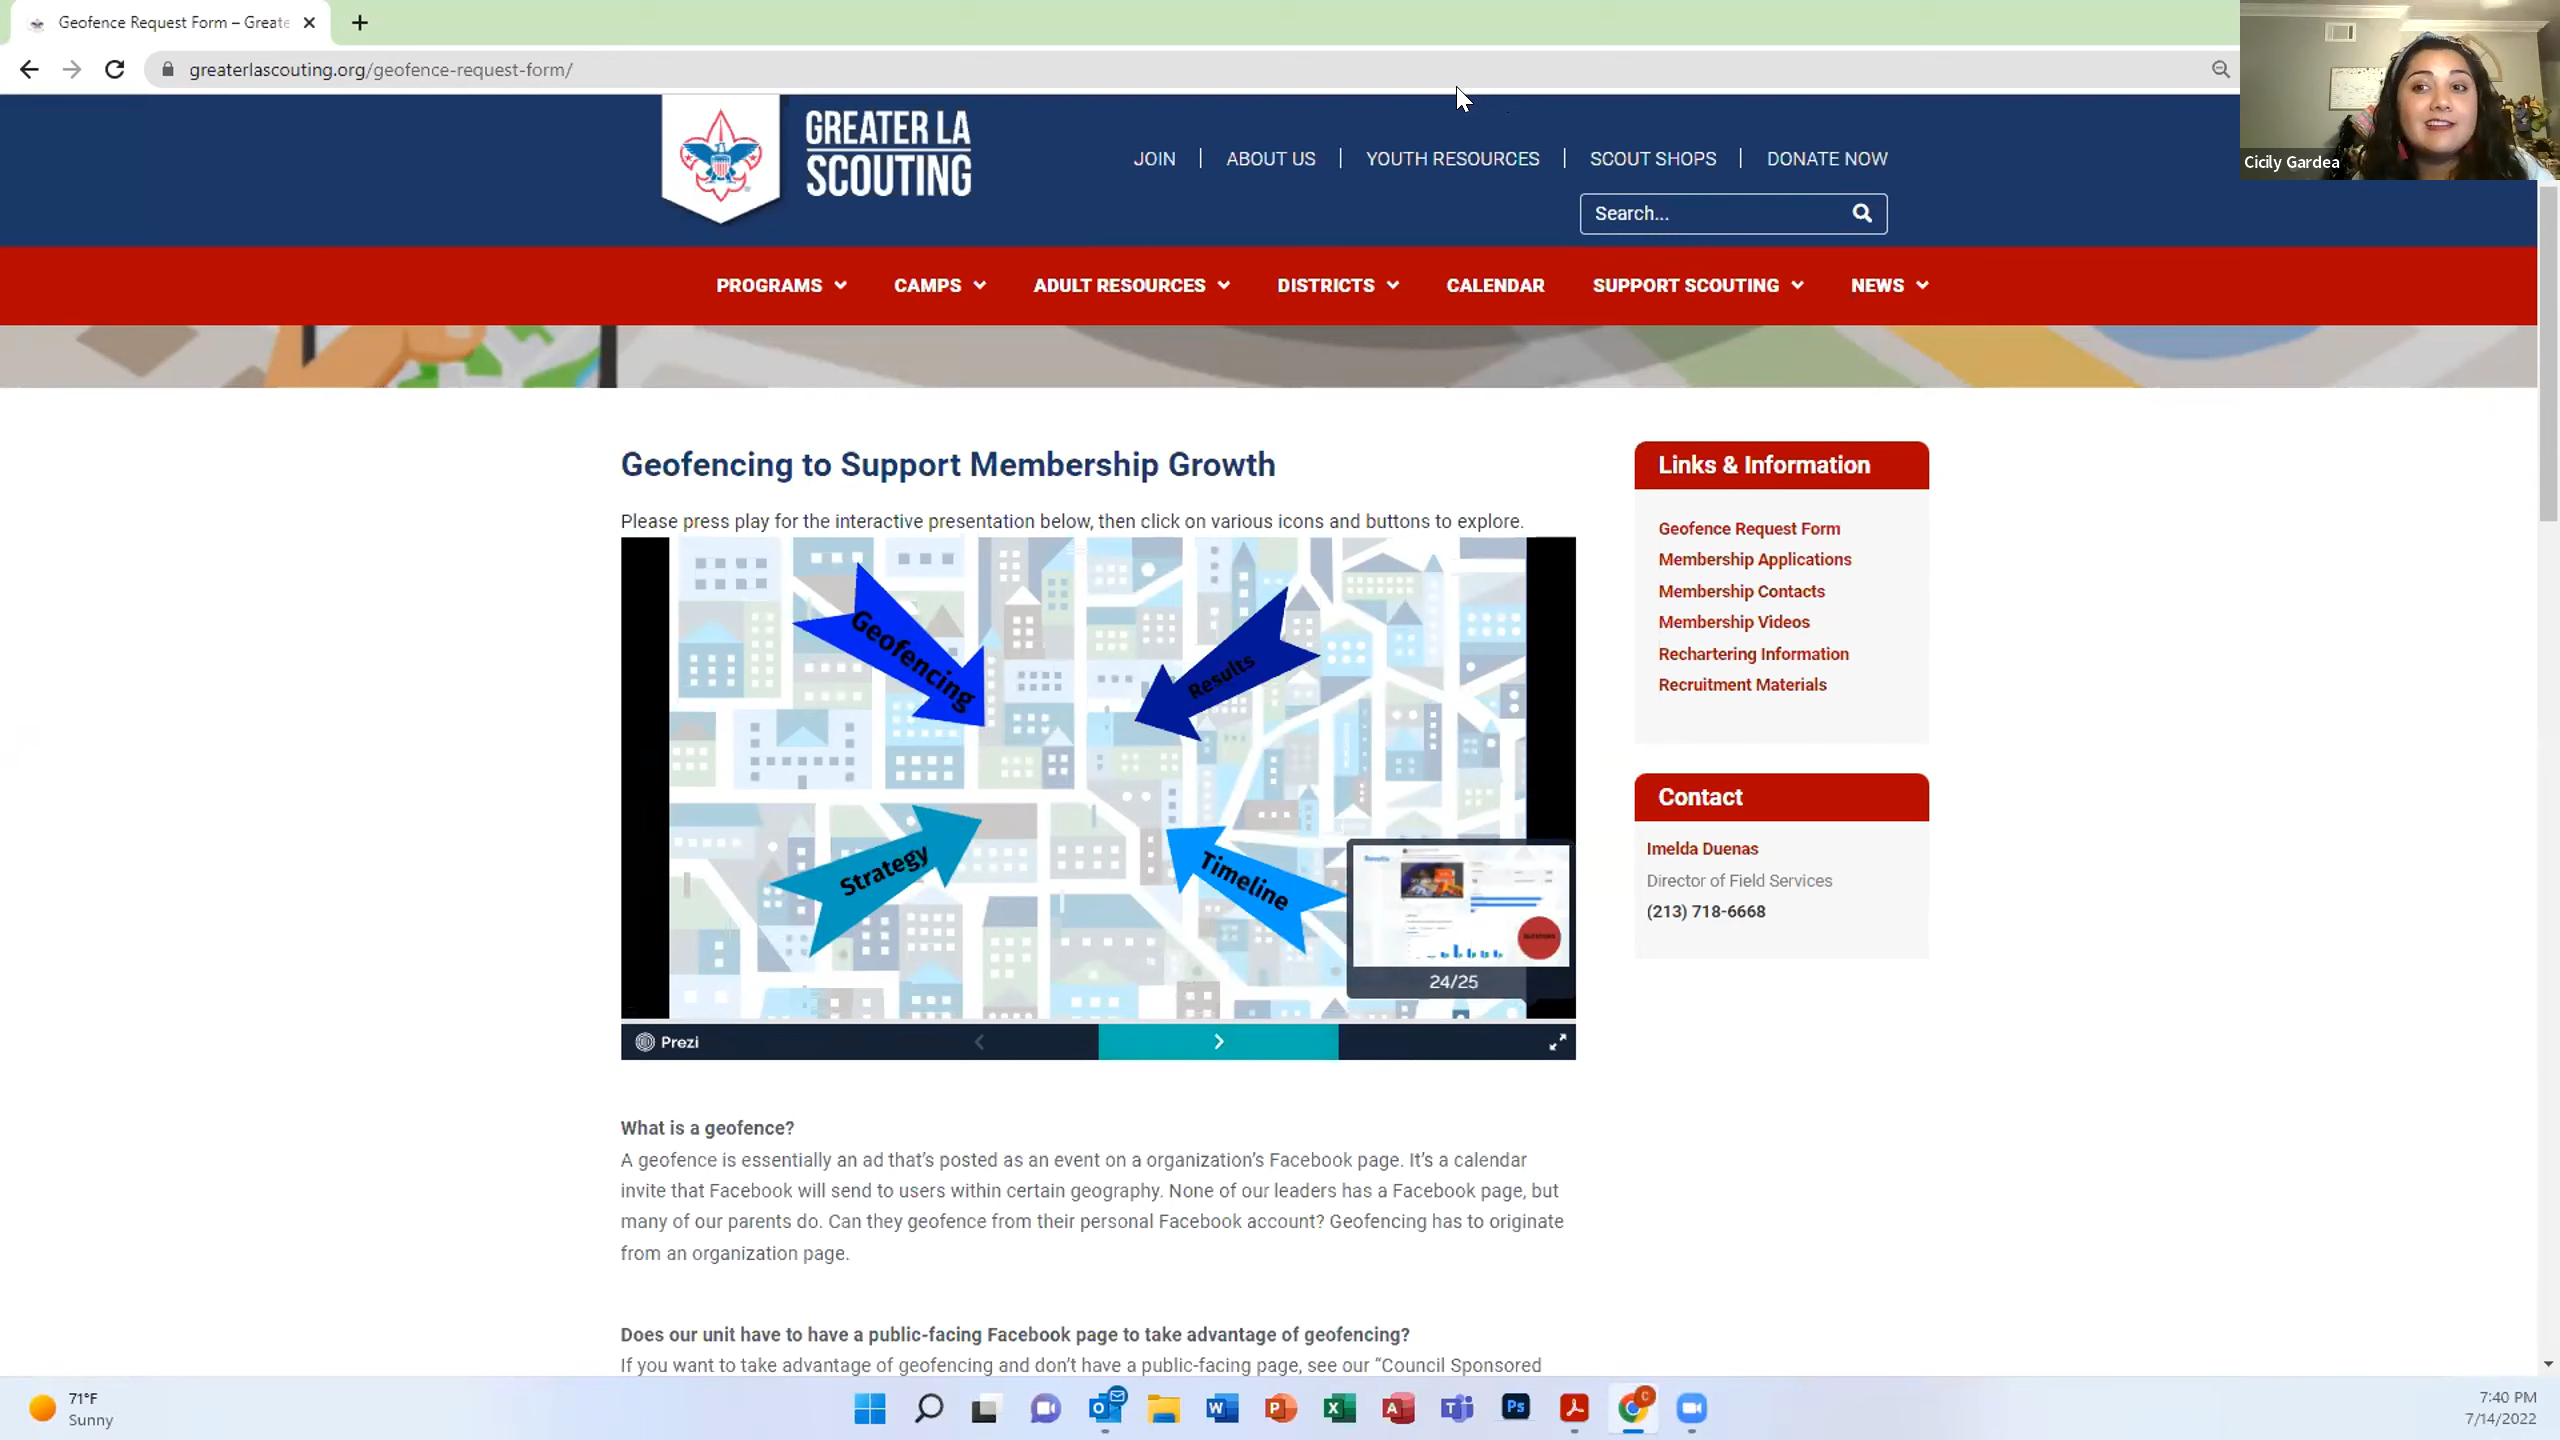 Geofence Request Form – Greate
greaterlascouting.org/geofence-request-form/
Cicily Gardea
GREATER LA
SCOUTING
JOIN
ABOUT US
YOUTH RESOURCES
SCOUT SHOPS
DONATE NOW
Search...
PROGRAMS
CAMPS
ADULT RESOURCES
DISTRICTS
CALENDAR
SUPPORT SCOUTING
NEWS
Geofencing to Support Membership Growth
Please press play for the interactive presentation below, then click on various icons and buttons to explore.
Geofencing
Results
Strategy
Timeline
Results
24/25
Prezi
Links & Information
Geofence Request Form
Membership Applications
Membership Contacts
Membership Videos
Rechartering Information
Recruitment Materials
Contact
Imelda Duenas
Director of Field Services
(213) 718-6668
What is a geofence?
A geofence is essentially an ad that's posted as an event on a organization's Facebook page. It's a calendar
invite that Facebook will send to users within certain geography. None of our leaders has a Facebook page, but
many of our parents do. Can they geofence from their personal Facebook account? Geofencing has to originate
from an organization page.
Does our unit have to have a public-facing Facebook page to take advantage of geofencing?
If you want to take advantage of geofencing and don't have a public-facing page, see our “Council Sponsored
71°F
Sunny
Ps
7:40 PM
7/14/2022